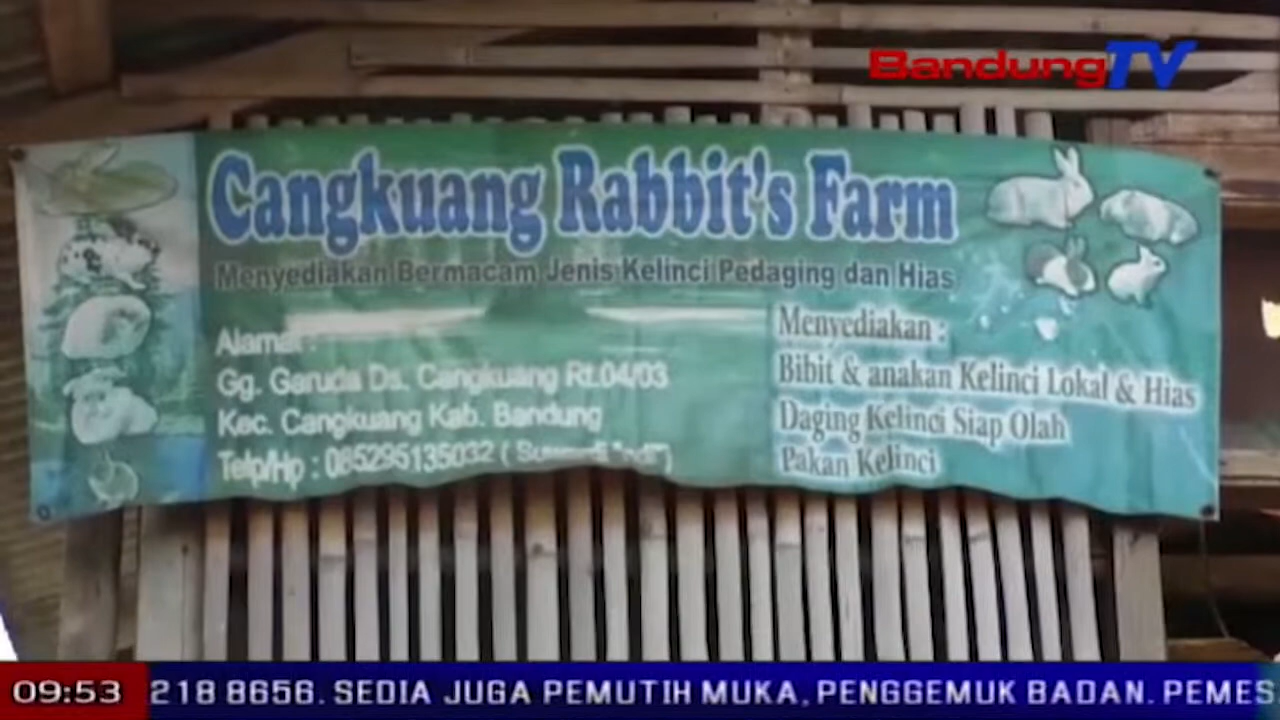 BandungTV
Cangkuang Rabbit's Farm
Menyediakan Bermacam Jenis Kelinci Pedaging dan Hias
Alamat :
Gg. Garuda Ds. Cangkuang Rt.04/03
Kec. Cangkuang Kab. Bandung
Telp/Hp : 085295135032 (
Menyediakan :
Bibit & anakan Kelinci Lokal & Hias
Daging Kelinci Siap Olah
Pakan Kelinci
09:53 218 8656. SEDIA JUGA PEMUTIH MUKA, PENGGEMUK BADAN. PEMES